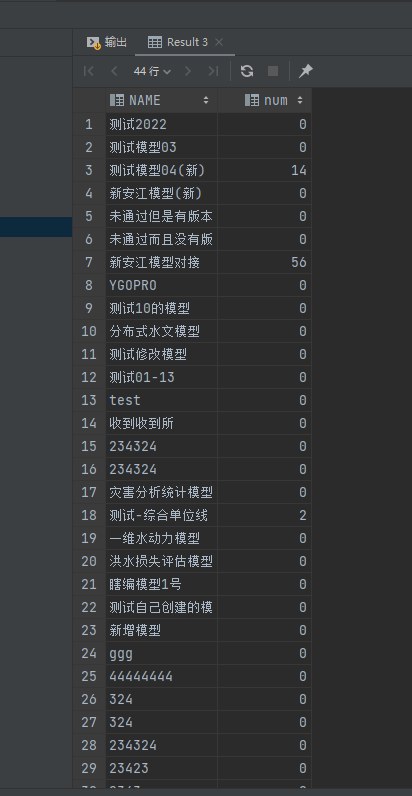 输出 Result 3
44 行
NAME num
1 测试2022 0
2 测试模型03 0
3 测试模型04(新) 14
4 新安江模型(新) 0
5 未通过但是有版本 0
6 未通过而且没有版 0
7 新安江模型对接 56
8 YGOPRO 0
9 测试10的模型 0
10 分布式水文模型 0
11 测试修改模型 0
12 测试01-13 0
13 test 0
14 收到收到所 0
15 234324 0
16 234324 0
17 灾害分析统计模型 0
18 测试-综合单位线 2
19 一维水动力模型 0
20 洪水损失评估模型 0
21 瞎编模型1号 0
22 测试自己创建的模 0
23 新增模型 0
24 ggg 0
25 44444444 0
26 324 0
27 324 0
28 234324 0
29 23423 0